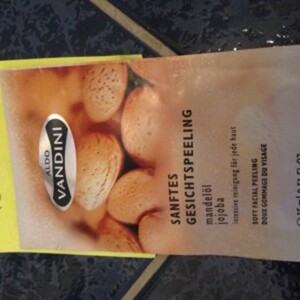 ALDO
VANDINI
SANFTES
GESICHTSPEELING
mandelöl
jojoba
intensive reinigung für jede haut
SOFT FACIAL PEELING
DOUX GOMMAGE DU VISAGE